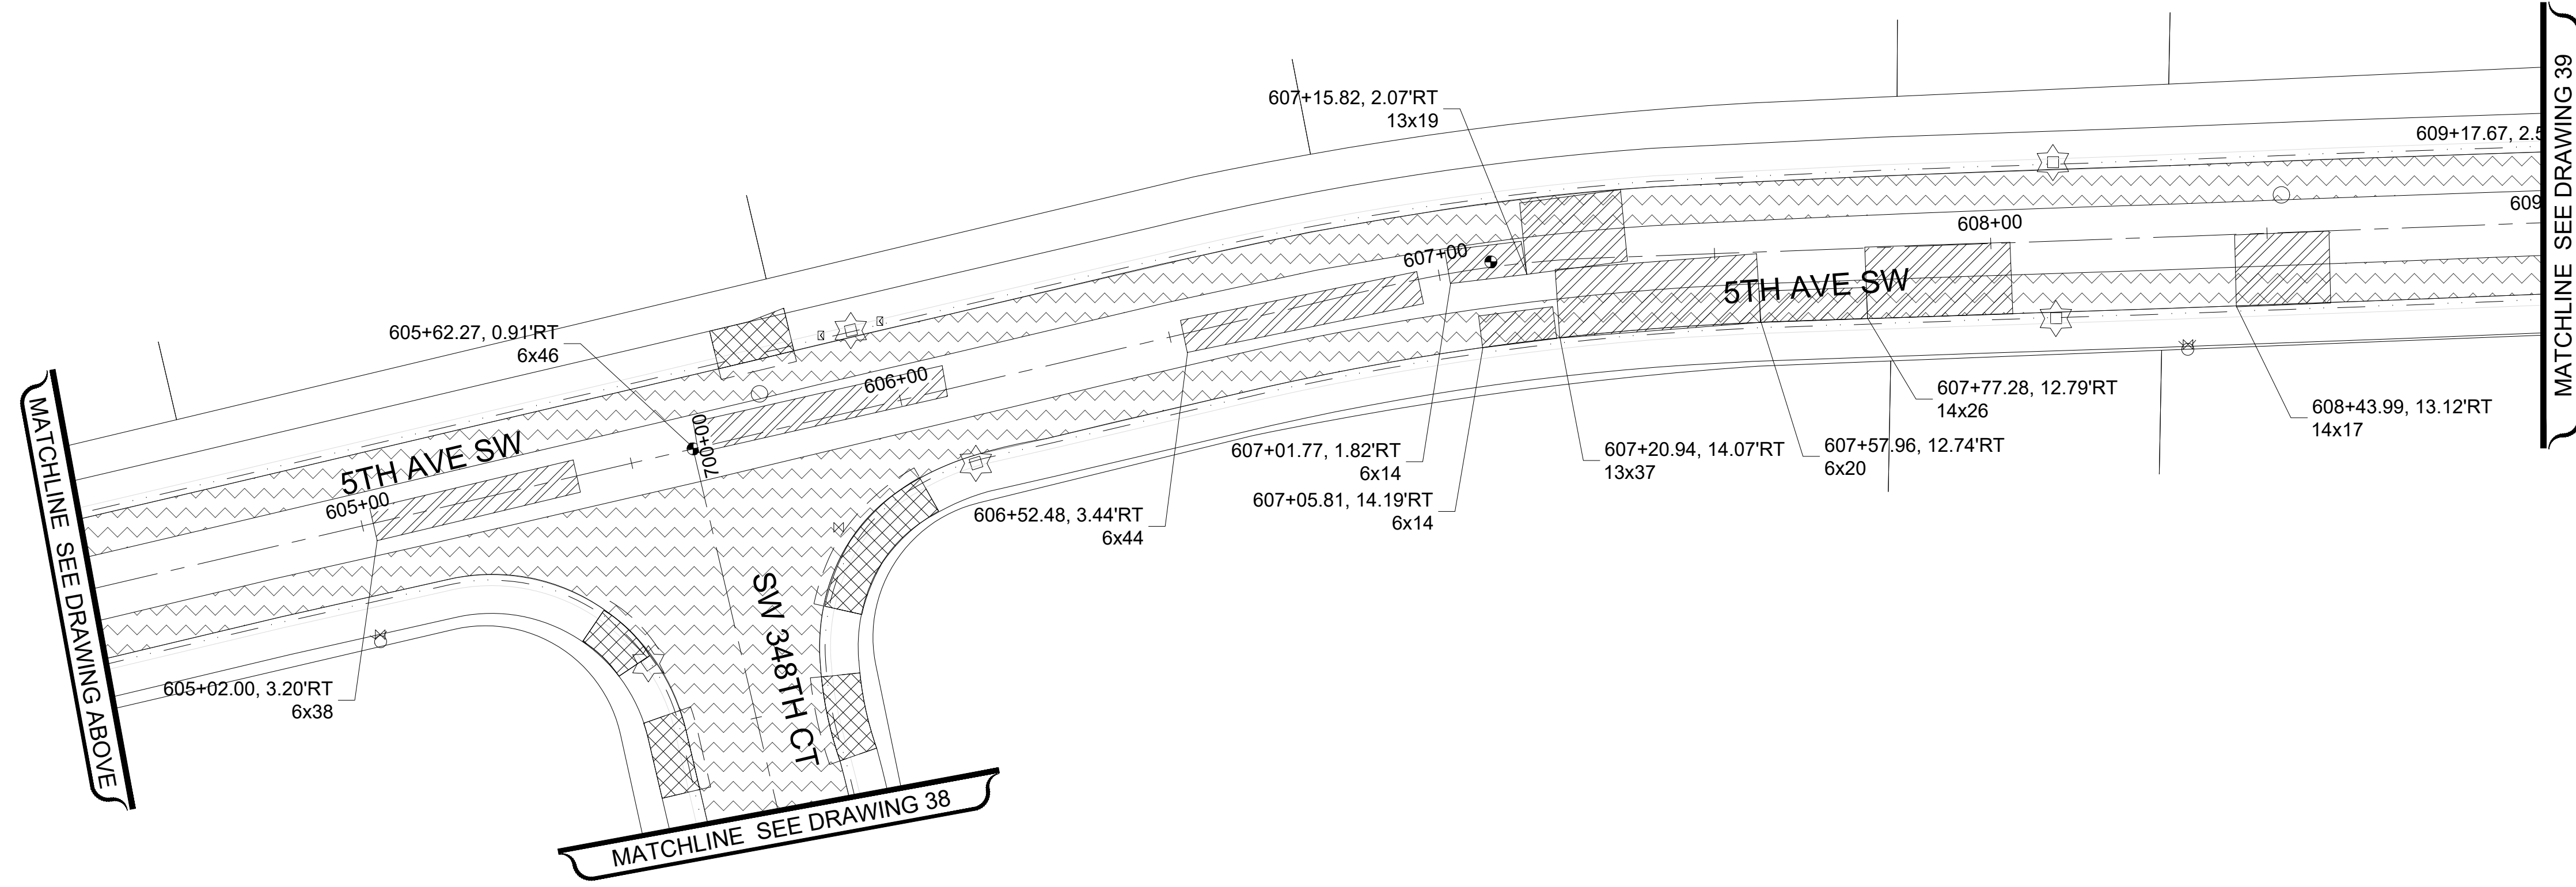 607+15.82, 2.07'RT
13x19
609+17.67, 2.5
609
608+00
607+00
5TH AVE SW
605+62.27, 0.91'RT
6x46
606+00
700+00
5TH AVE SW
605+00
607+77.28, 12.79'RT
14x26
608+43.99, 13.12'RT
14x17
607+01.77, 1.82'RT
6x14
607+20.94, 14.07'RT
13x37
607+57.96, 12.74'RT
6x20
607+05.81, 14.19'RT
6x14
606+52.48, 3.44'RT
6x44
SW 348TH CT
605+02.00, 3.20'RT
6x38
MATCHLINE SEE DRAWING ABOVE
MATCHLINE SEE DRAWING 38
MATCHLINE SEE DRAWING 39